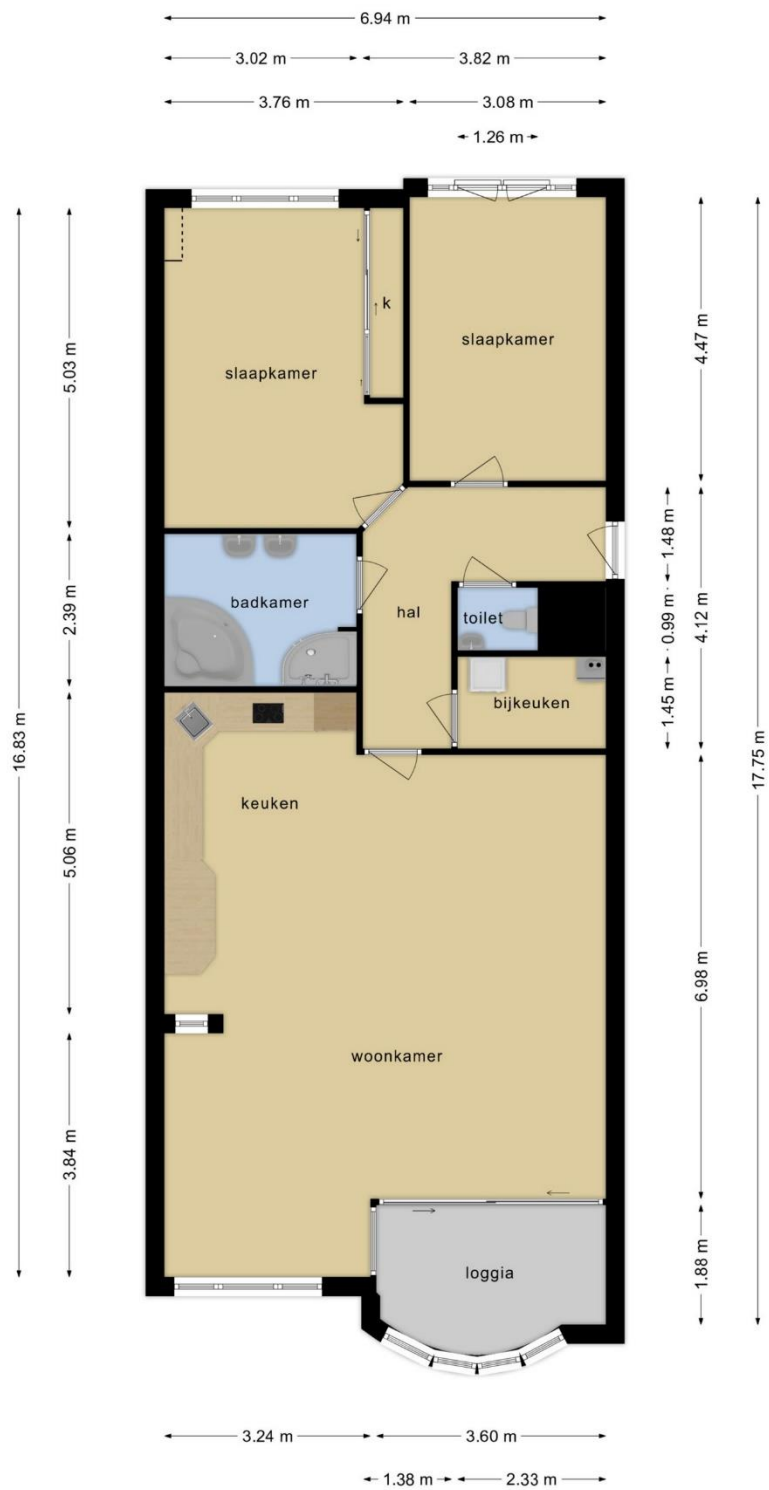 6.94 m
3.02 m
3.82 m
3.76 m
3.08 m
1.26 m
k
slaapkamer
slaapkamer
5.03 m
4.47 m
1.48 m
2.39 m
badkamer
hal
toilet
0.99 m
4.12 m
bijkeuken
1.45 m
16.83 m
17.75 m
keuken
5.06 m
6.98 m
woonkamer
3.84 m
loggia
1.88 m
3.24 m
3.60 m
1.38 m
2.33 m